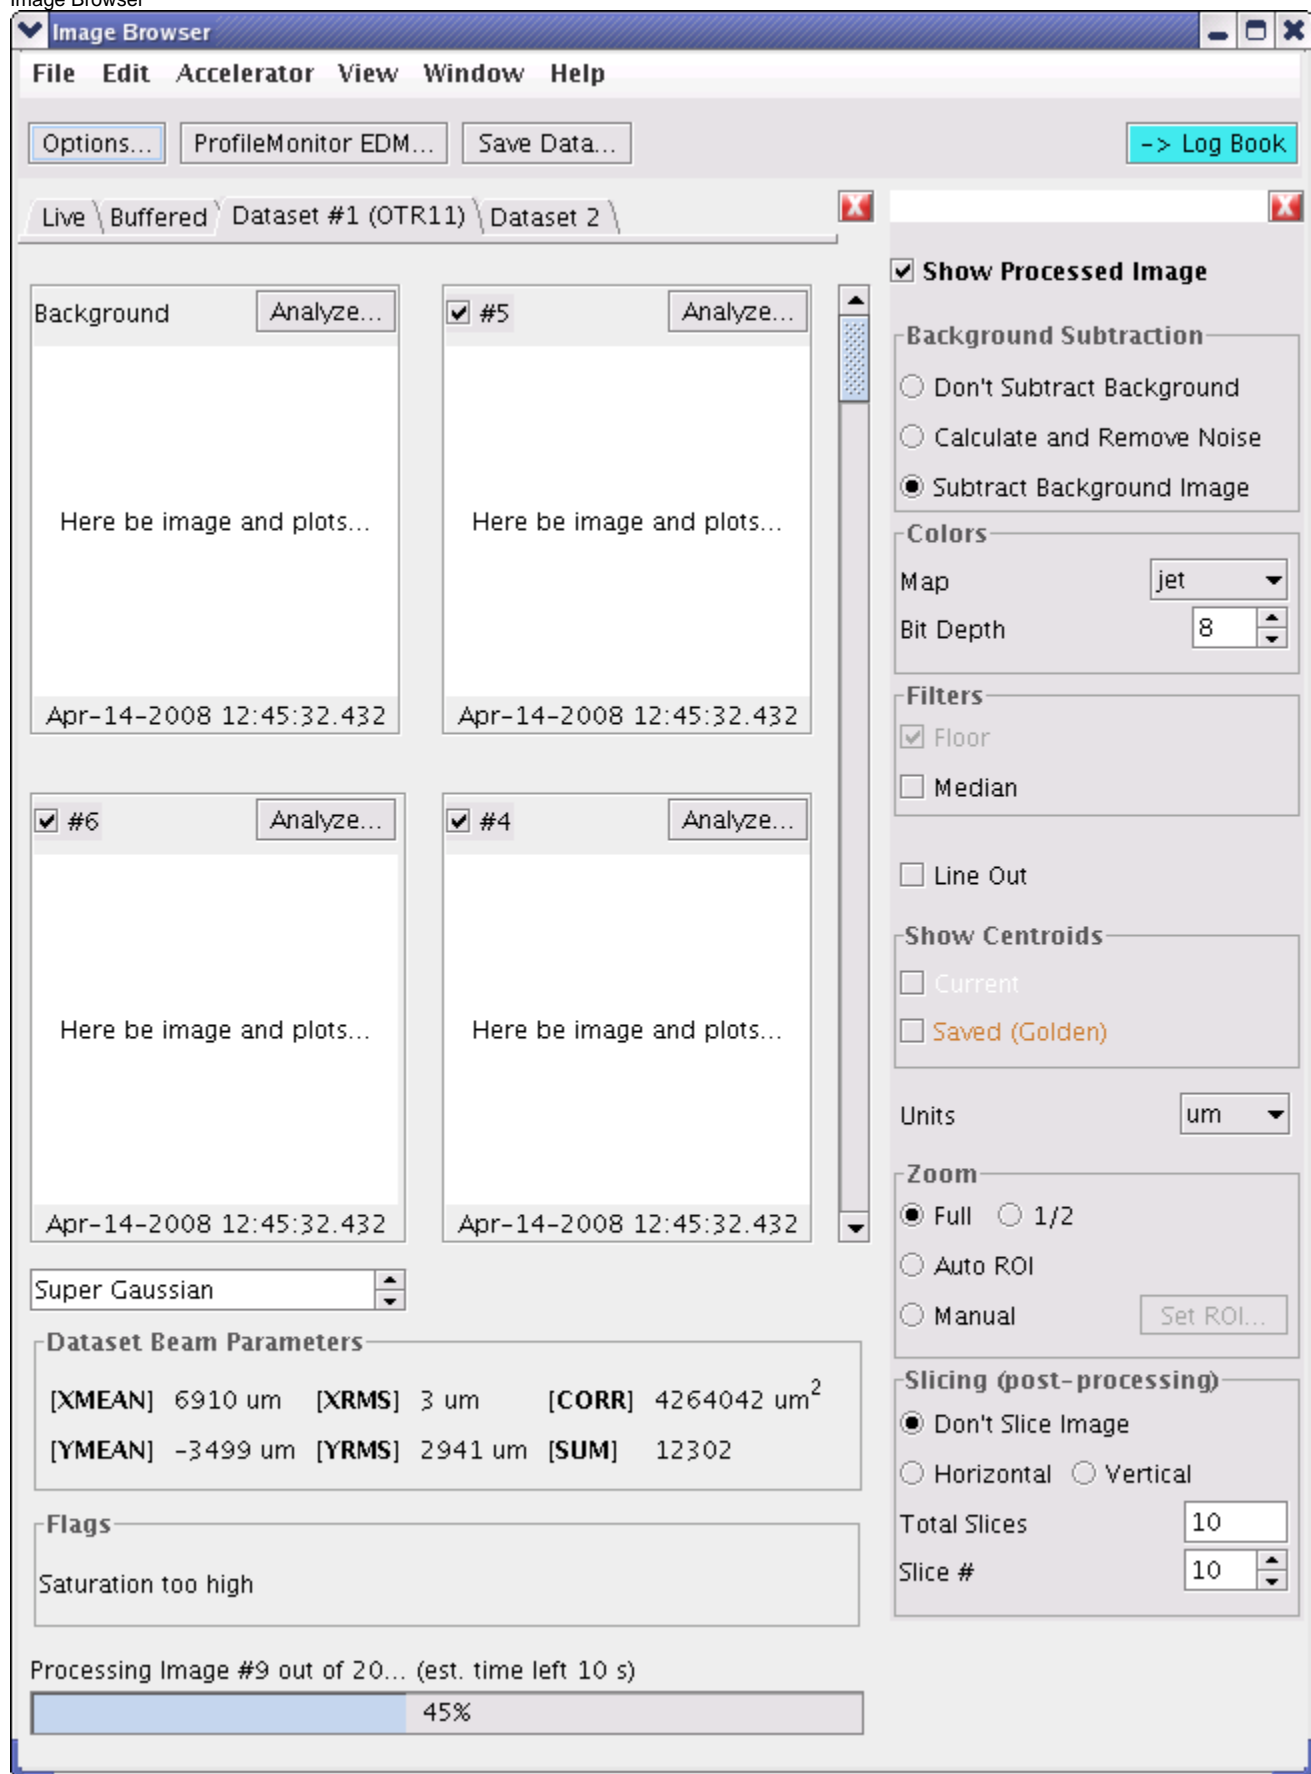 Image Browser
Image Browser
File Edit Accelerator View Window Help
Options... ProfileMonitor EDM... Save Data... -> Log Book
Live Buffered Dataset #1 (OTR11) Dataset 2
Background Analyze...
#5 Analyze...
Here be image and plots...
Here be image and plots...
Apr-14-2008 12:45:32.432
Apr-14-2008 12:45:32.432
#6 Analyze...
#4 Analyze...
Here be image and plots...
Here be image and plots...
Apr-14-2008 12:45:32.432
Apr-14-2008 12:45:32.432
Super Gaussian
Dataset Beam Parameters
[XMEAN] 6910 um [XRMS] 3 um [CORR] 4264042 um²
[YMEAN] -3499 um [YRMS] 2941 um [SUM] 12302
Flags
Saturation too high
Processing Image #9 out of 20... (est. time left 10 s)
45%
Show Processed Image
Background Subtraction
Don't Subtract Background
Calculate and Remove Noise
Subtract Background Image
Colors
Map jet
Bit Depth 8
Filters
Floor
Median
Line Out
Show Centroids
Current
Saved (Golden)
Units um
Zoom
Full 1/2
Auto ROI
Manual Set ROI...
Slicing (post-processing)
Don't Slice Image
Horizontal Vertical
Total Slices 10
Slice # 10